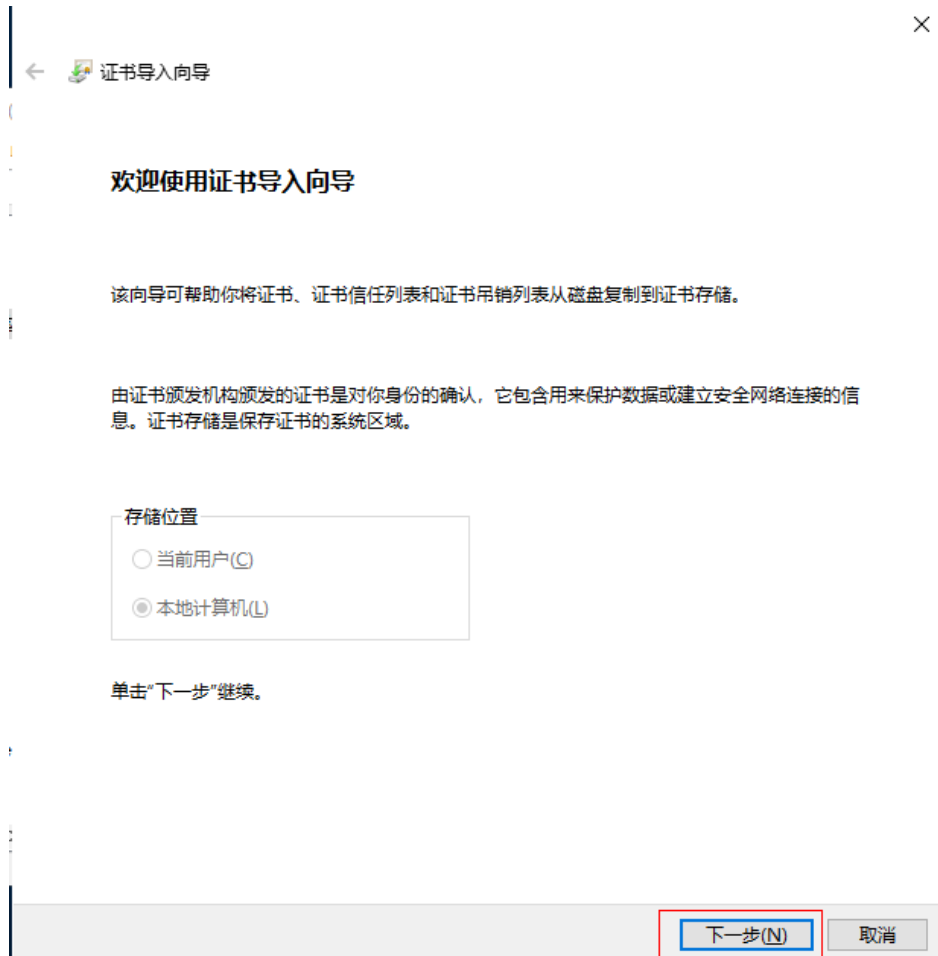 证书导入向导
欢迎使用证书导入向导
该向导可帮助你将证书、证书信任列表和证书吊销列表从磁盘复制到证书存储。
由证书颁发机构颁发的证书是对你身份的确认，它包含用来保护数据或建立安全网络连接的信
息。证书存储是保存证书的系统区域。
存储位置
当前用户(C)
本地计算机(L)
单击“下一步”继续。
下一步(N)
取消